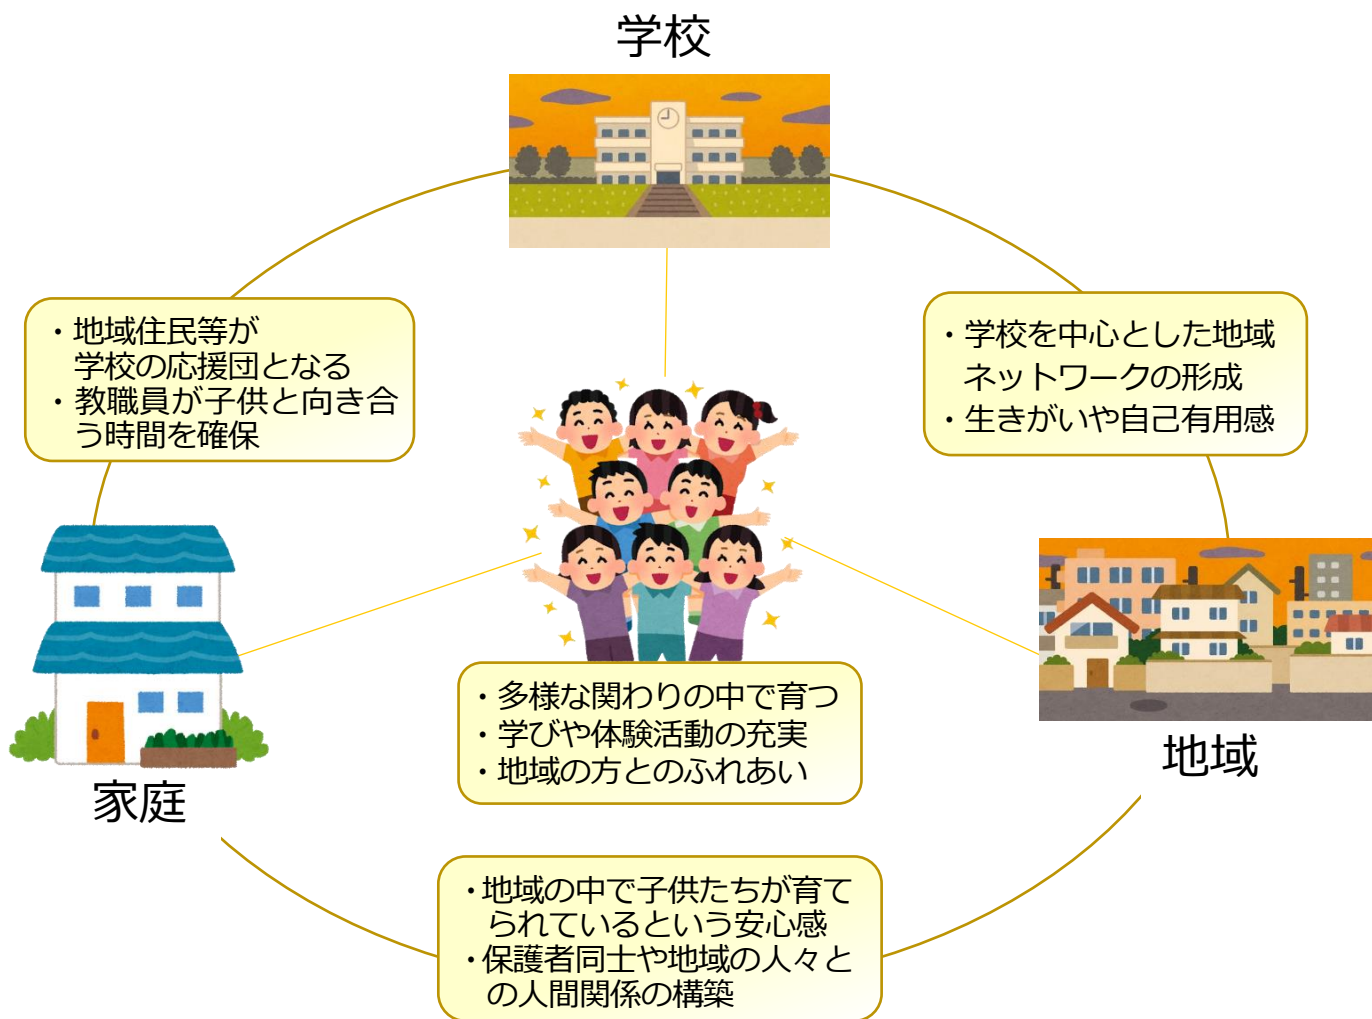 学校
・地域住民等が
学校の応援団となる
・教職員が子供と向き合
う時間を確保
・学校を中心とした地域
ネットワークの形成
・生きがいや自己有用感
・多様な関わりの中で育つ
・学びや体験活動の充実
・地域の方とのふれあい
家庭
地域
・地域の中で子供たちが育て
られているという安心感
・保護者同士や地域の人々と
の人間関係の構築